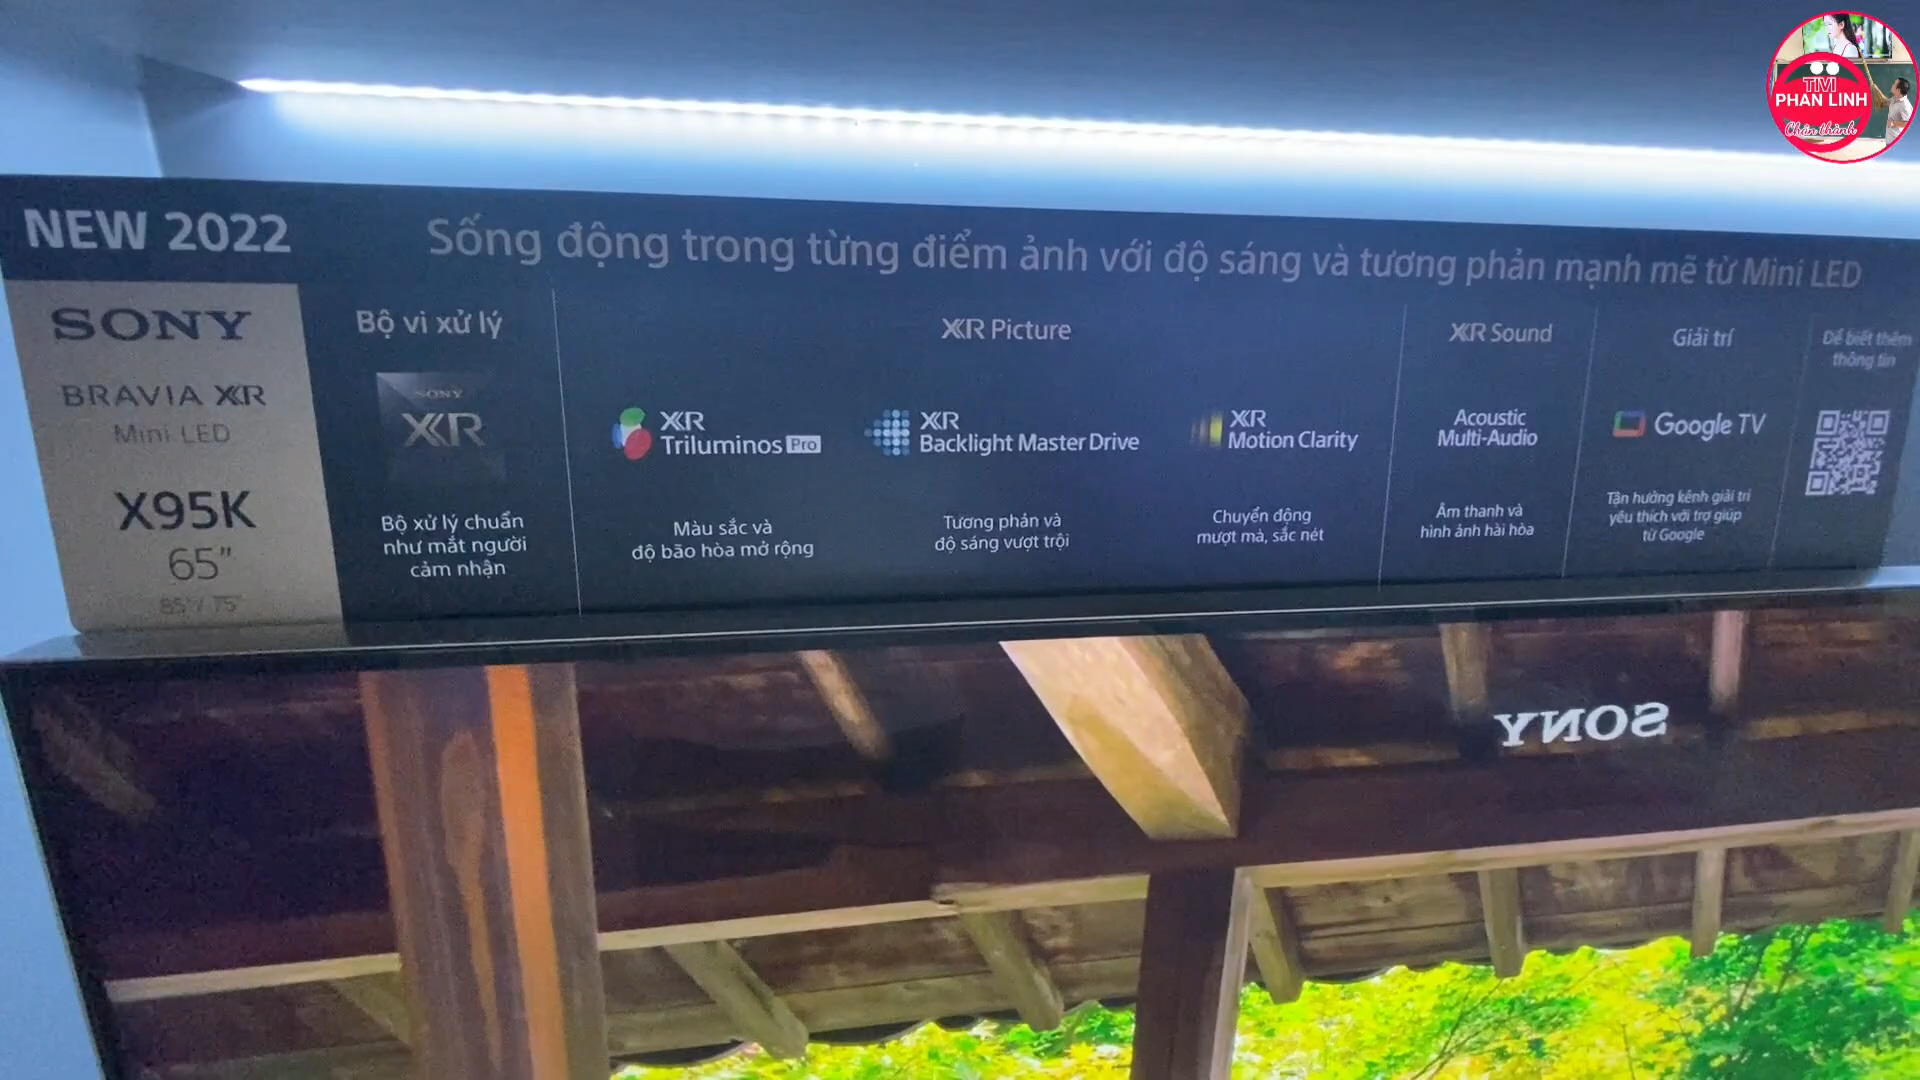 TIVI
PHAN LINH
Chân thành
NEW 2022
Sống động trong từng điểm ảnh với độ sáng và tương phản mạnh mẽ từ Mini LED
SONY
BRAVIA XR
Mini LED
X95K
65"
85"/ 75"
Bộ vi xử lý
SONY
XR
Bộ xử lý chuẩn
như mắt người
cảm nhận
XR Picture
XR
Triluminos Pro
Màu sắc và
độ bão hòa mở rộng
XR
Backlight Master Drive
Tương phản và
độ sáng vượt trội
XR
Motion Clarity
Chuyển động
mượt mà, sắc nét
XR Sound
Acoustic
Multi-Audio
Âm thanh và
hình ảnh hài hòa
Giải trí
Google TV
Tận hưởng kênh giải trí
yêu thích với trợ giúp
từ Google
Để biết thêm
thông tin
SONY